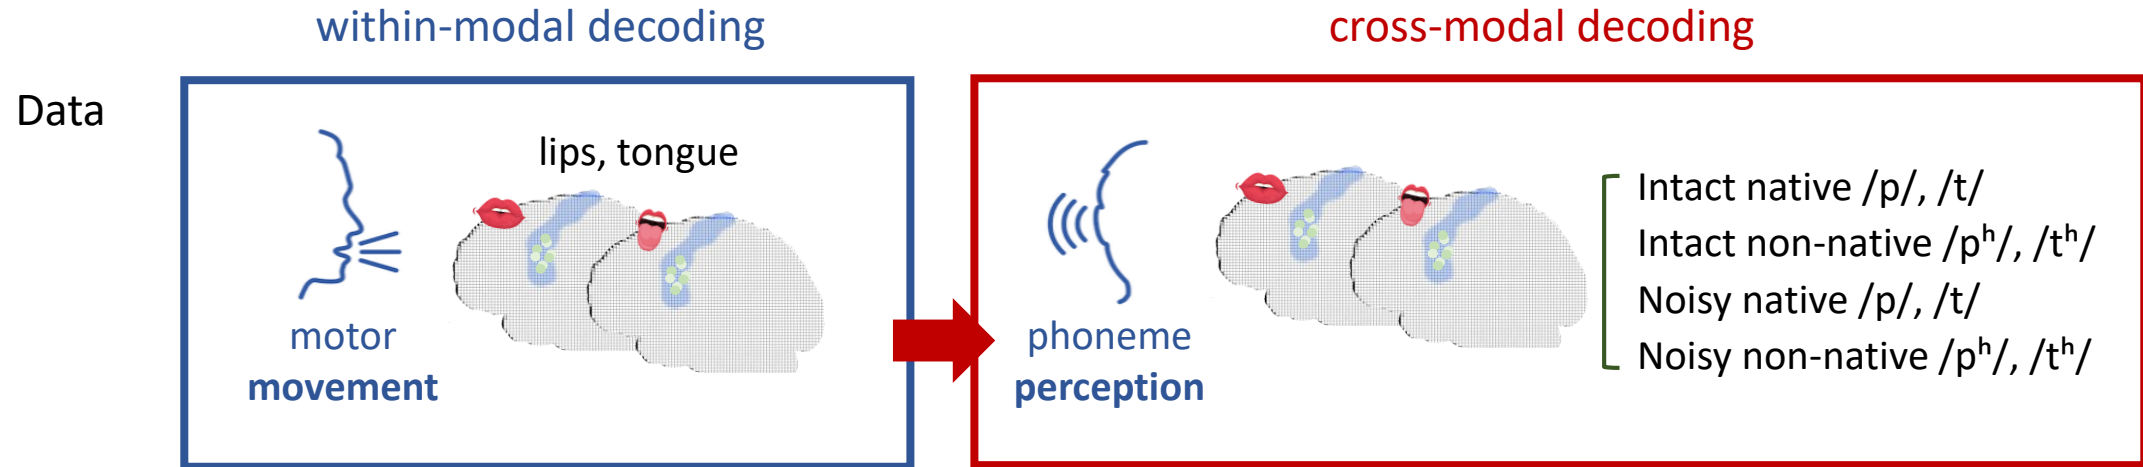 within-modal decoding
cross-modal decoding
Data
lips, tongue
motor
movement
phoneme
perception
Intact native /p/, /t/
Intact non-native /pʰ/, /tʰ/
Noisy native /p/, /t/
Noisy non-native /pʰ/, /tʰ/